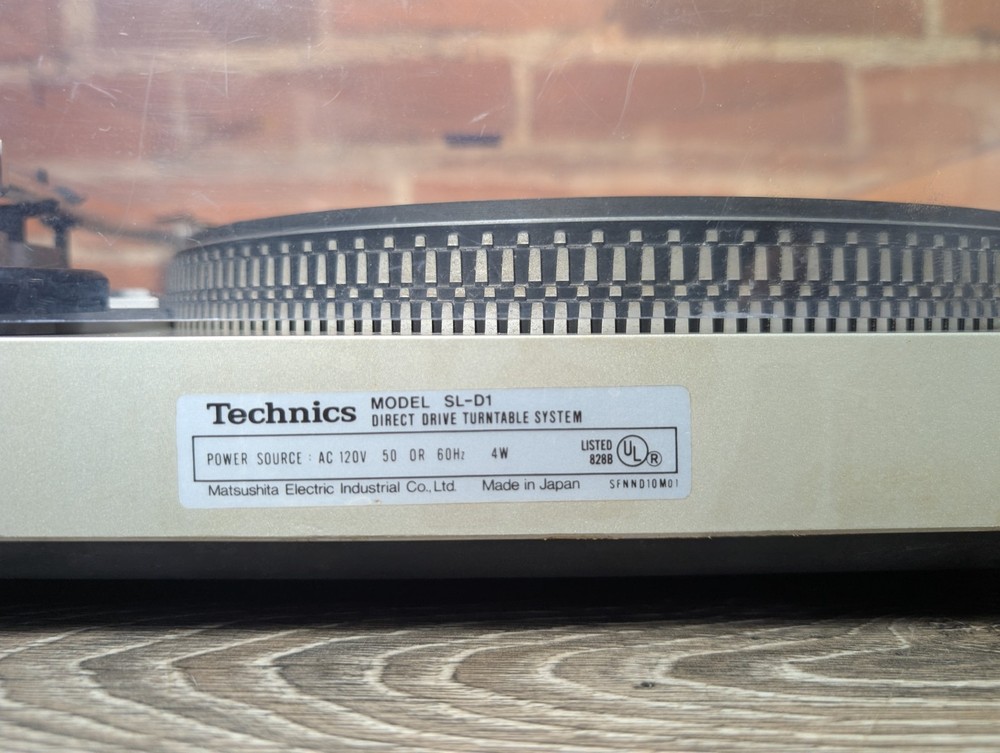 Technics MODEL SL-D1
DIRECT DRIVE TURNTABLE SYSTEM
POWER SOURCE : AC 120V 50 OR 60Hz 4W
LISTED
828B
UL
R
Matsushita Electric Industrial Co., Ltd. Made in Japan SFNND10M01